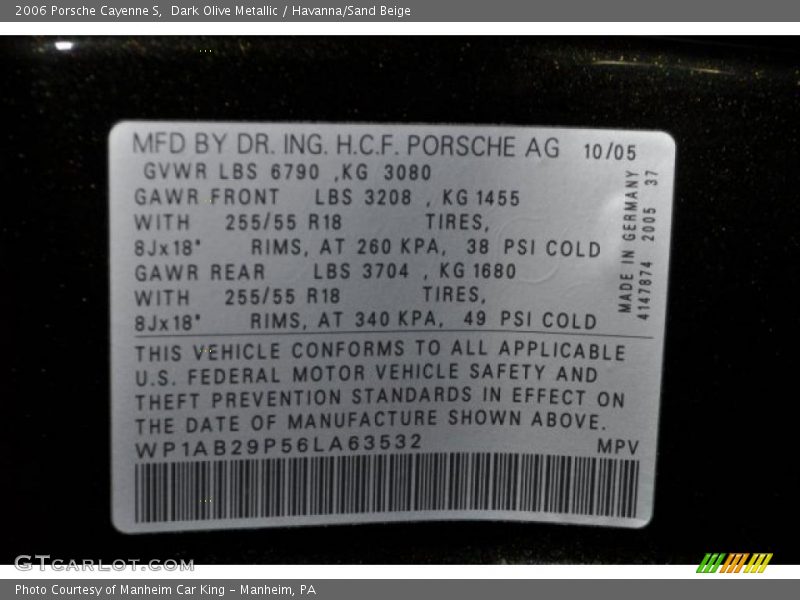 2006 Porsche Cayenne S, Dark Olive Metallic / Havanna/Sand Beige
MFD BY DR. ING. H.C.F. PORSCHE AG 10/05
GVWR LBS 6790 ,KG 3080
GAWR FRONT LBS 3208 , KG 1455
WITH 255/55 R18 TIRES,
8Jx18" RIMS, AT 260 KPA, 38 PSI COLD
GAWR REAR LBS 3704 , KG 1680
WITH 255/55 R18 TIRES,
8Jx18" RIMS, AT 340 KPA, 49 PSI COLD
MADE IN GERMANY
4147874 2005 37
THIS VEHICLE CONFORMS TO ALL APPLICABLE
U.S. FEDERAL MOTOR VEHICLE SAFETY AND
THEFT PREVENTION STANDARDS IN EFFECT ON
THE DATE OF MANUFACTURE SHOWN ABOVE.
WP1AB29P56LA63532 MPV
GTCARLOT.COM
Photo Courtesy of Manheim Car King - Manheim, PA